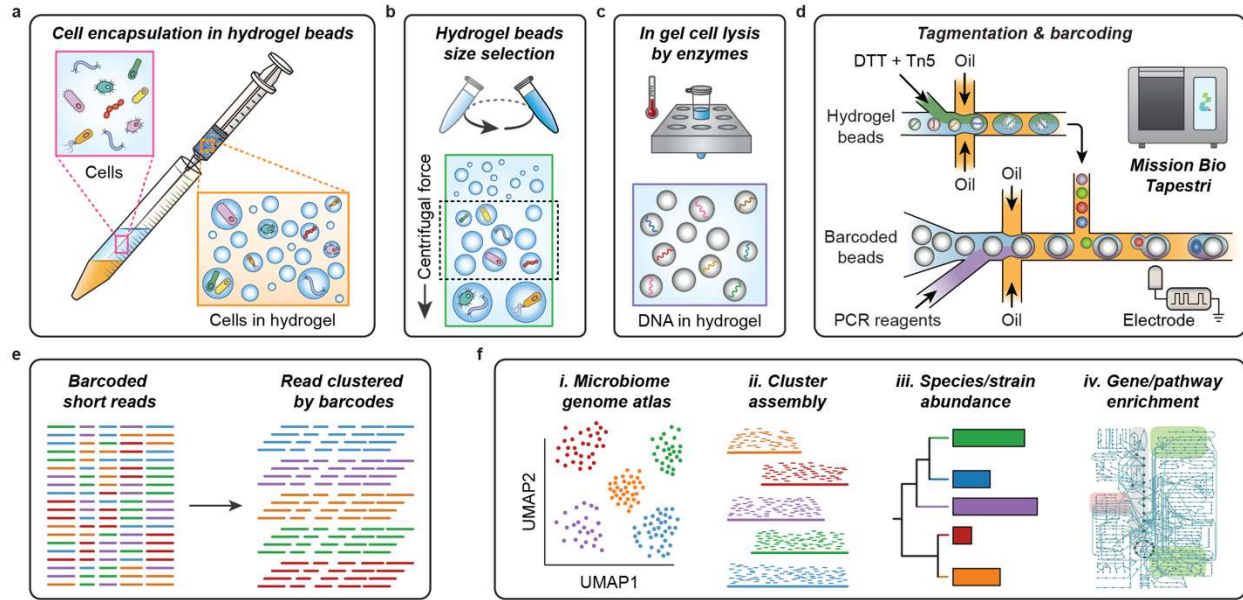 a
Cell encapsulation in hydrogel beads
Cells
Cells in hydrogel
b
Hydrogel beads
size selection
Centrifugal force
c
In gel cell lysis
by enzymes
DNA in hydrogel
d
Tagmentation & barcoding
DTT + Tn5
Oil
Hydrogel
beads
Oil
Mission Bio
Tapestri
Oil
Barcoded
beads
PCR reagents
Oil
Electrode
e
Barcoded
short reads
Read clustered
by barcodes
f
i. Microbiome
genome atlas
UMAP2
UMAP1
ii. Cluster
assembly
iii. Species/strain
abundance
iv. Gene/pathway
enrichment